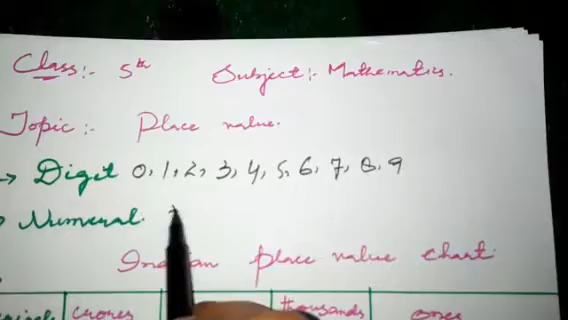 Class:- 5th Subject:- Mathematics.
Topic:- Place value.
→ Digit 0, 1, 2, 3, 4, 5, 6, 7, 8, 9
Numeral.
Indian place value chart
crores thousands ones